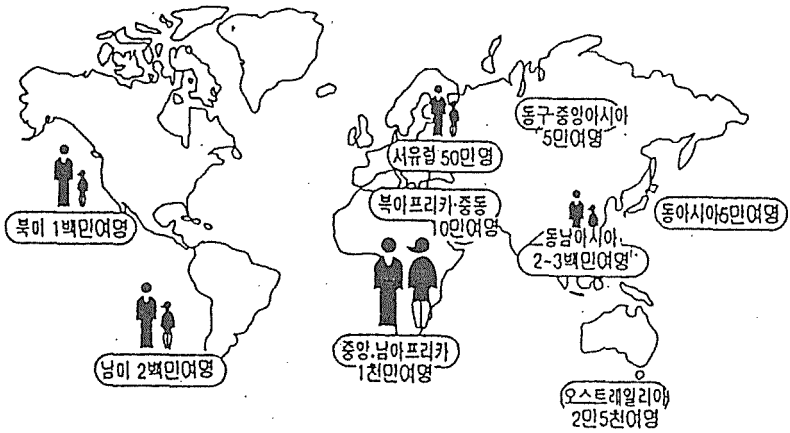 동구·중앙아시아
5만여명
서유럽 50만명
북아프리카·중동
10만여명
동아시아5만여명
북미 1백만여명
동남아시아
2~3백만여명
남미 2백만여명
중앙.남아프리카
1천만여명
오스트레일리아
2만5천여명